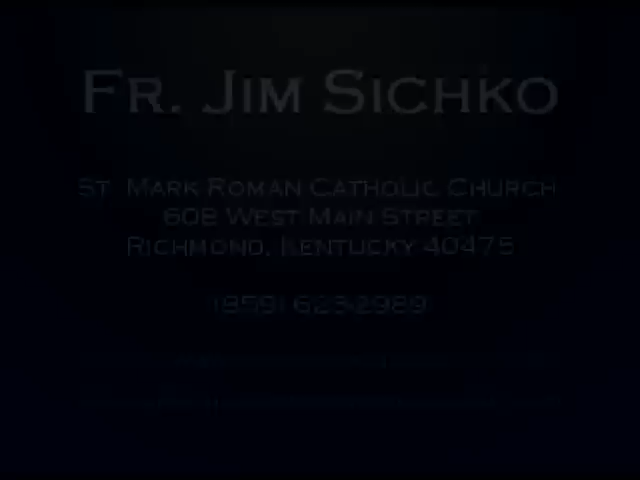 FR. JIM SICHKO
ST. MARK ROMAN CATHOLIC CHURCH
608 WEST MAIN STREET
RICHMOND, KENTUCKY 40475
(859) 623-2989